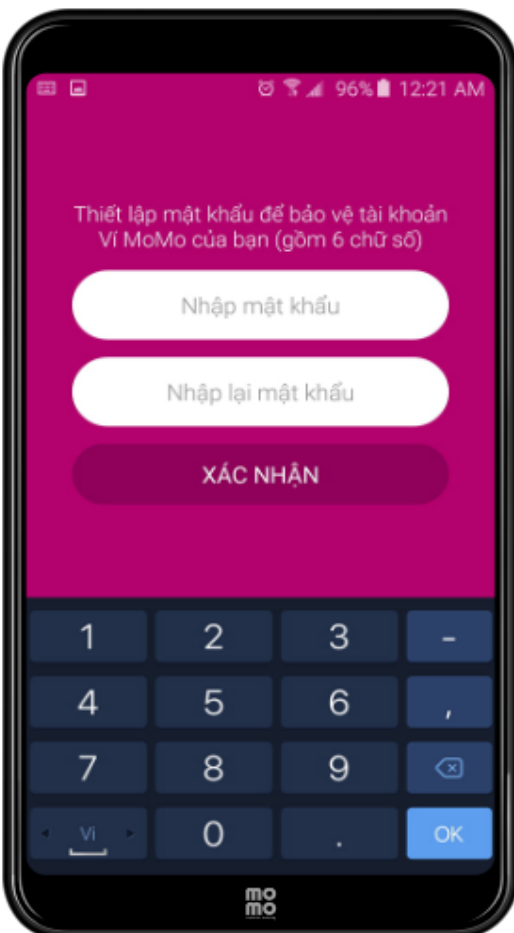 96% 12:21 AM
Thiết lập mật khẩu để bảo vệ tài khoản
Ví MoMo của bạn (gồm 6 chữ số)
Nhập mật khẩu
Nhập lại mật khẩu
XÁC NHẬN
1 2 3 -
4 5 6 ,
7 8 9
Vi 0 . OK
mo
mo